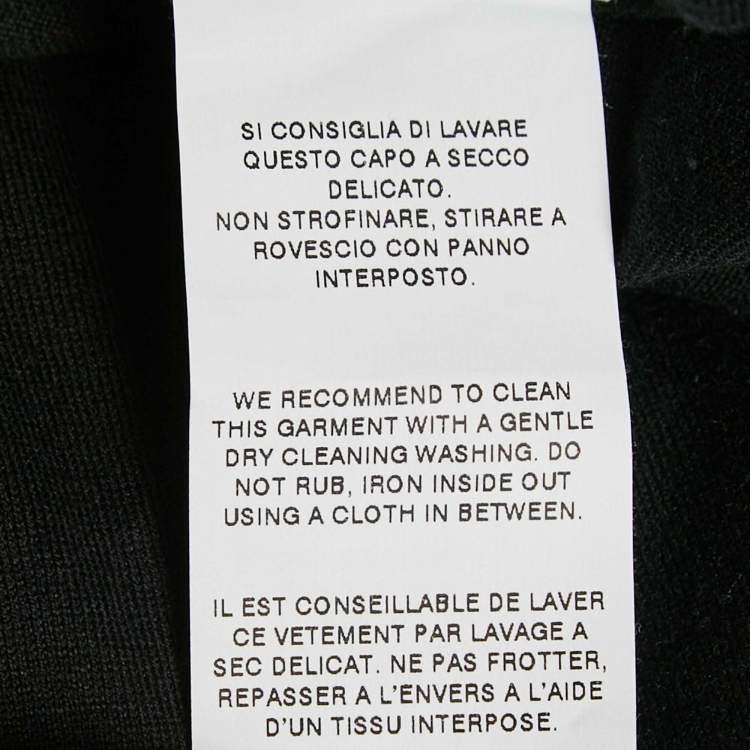 SI CONSIGLIA DI LAVARE
QUESTO CAPO A SECCO
DELICATO.
NON STROFINARE, STIRARE A
ROVESCIO CON PANNO
INTERPOSTO.
WE RECOMMEND TO CLEAN
THIS GARMENT WITH A GENTLE
DRY CLEANING WASHING. DO
NOT RUB, IRON INSIDE OUT
USING A CLOTH IN BETWEEN.
IL EST CONSEILLABLE DE LAVER
CE VETEMENT PAR LAVAGE A
SEC DELICAT. NE PAS FROTTER,
REPASSER A L'ENVERS A L'AIDE
D'UN TISSU INTERPOSE.